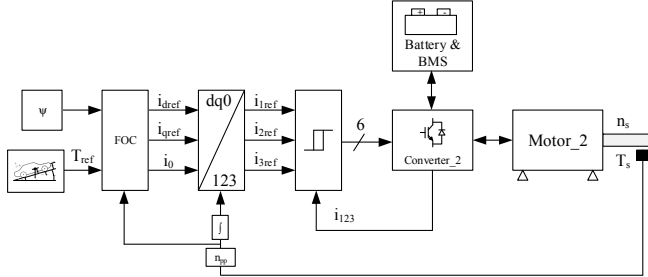 + -
Battery &
BMS
ψ
FOC
T_ref
i_dref
i_qref
i_0
dq0
123
i_1ref
i_2ref
i_3ref
6
Converter_2
Motor_2
n_s
T_s
i_123
∫
n_pp